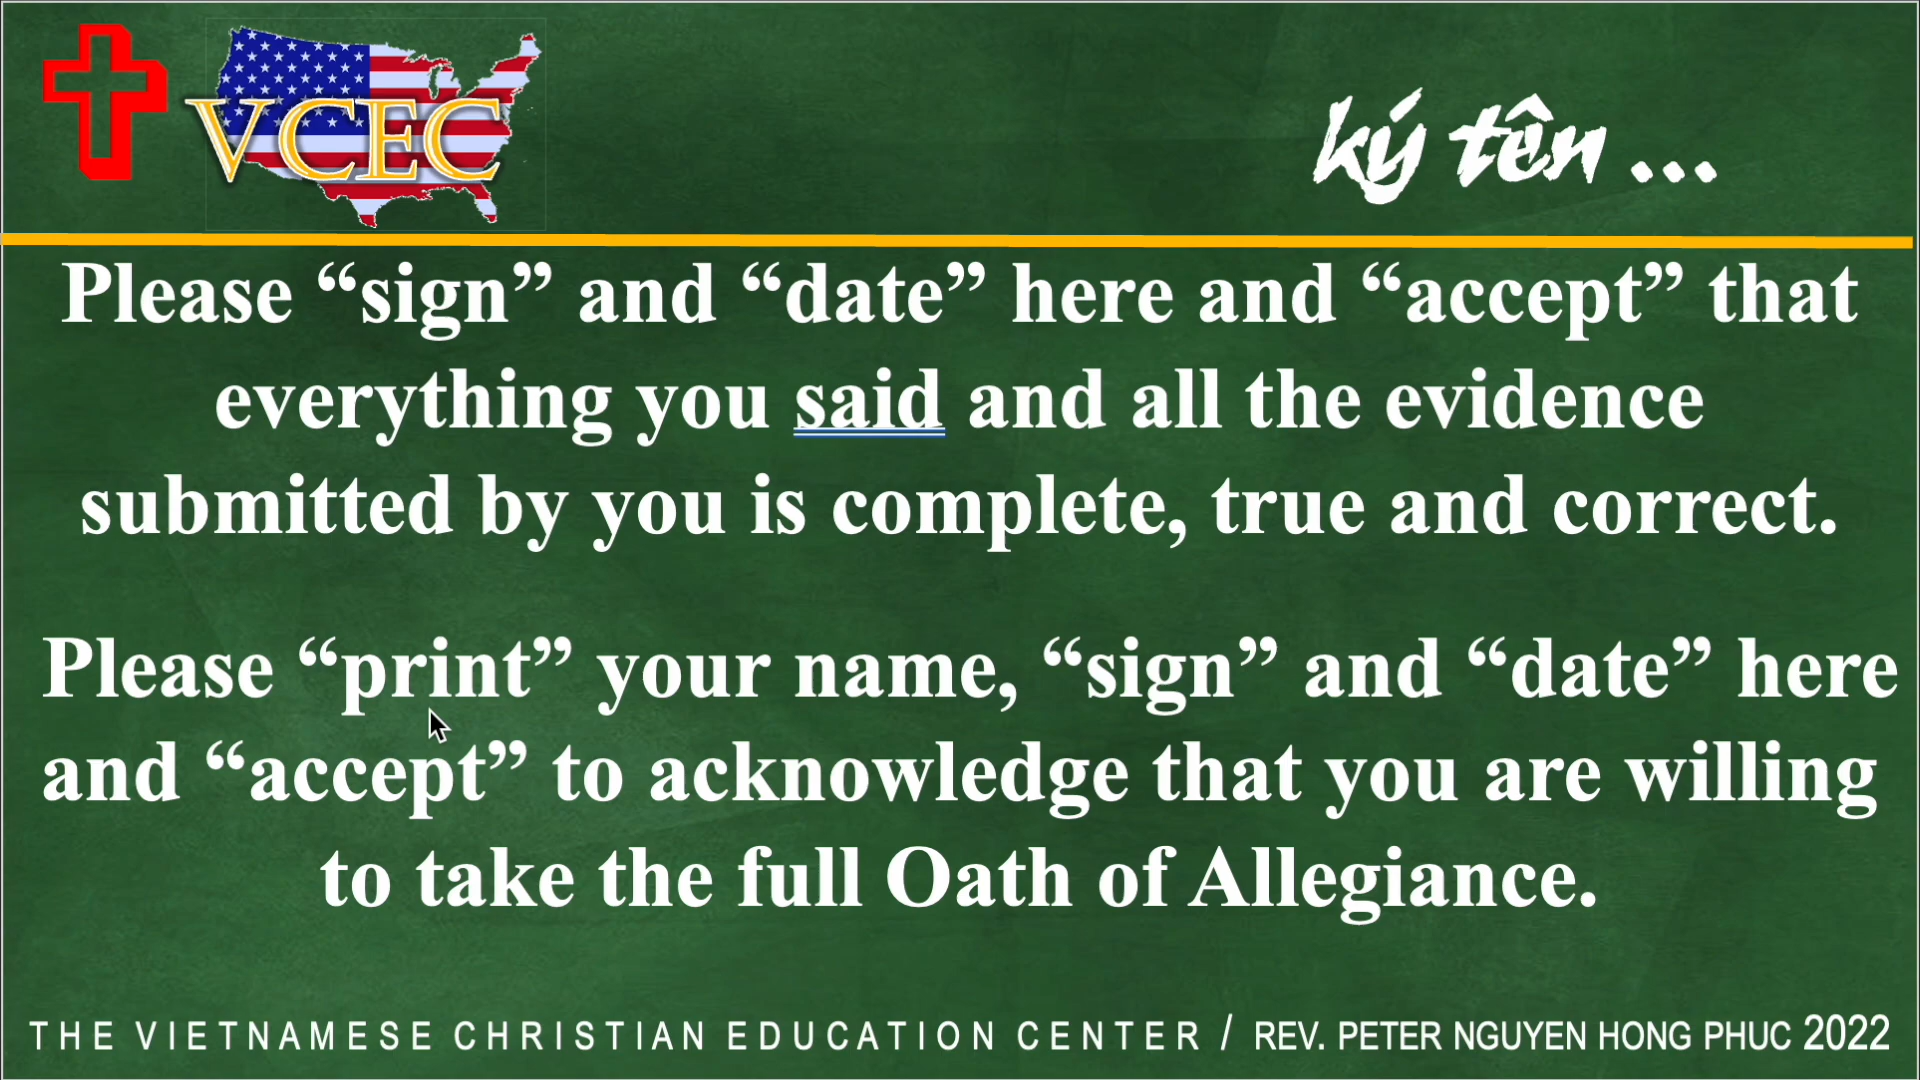 VCEC
ký tên ...
Please “sign” and “date” here and “accept” that
everything you said and all the evidence
submitted by you is complete, true and correct.
Please “print” your name, “sign” and “date” here
and “accept” to acknowledge that you are willing
to take the full Oath of Allegiance.
THE VIETNAMESE CHRISTIAN EDUCATION CENTER / REV. PETER NGUYEN HONG PHUC 2022